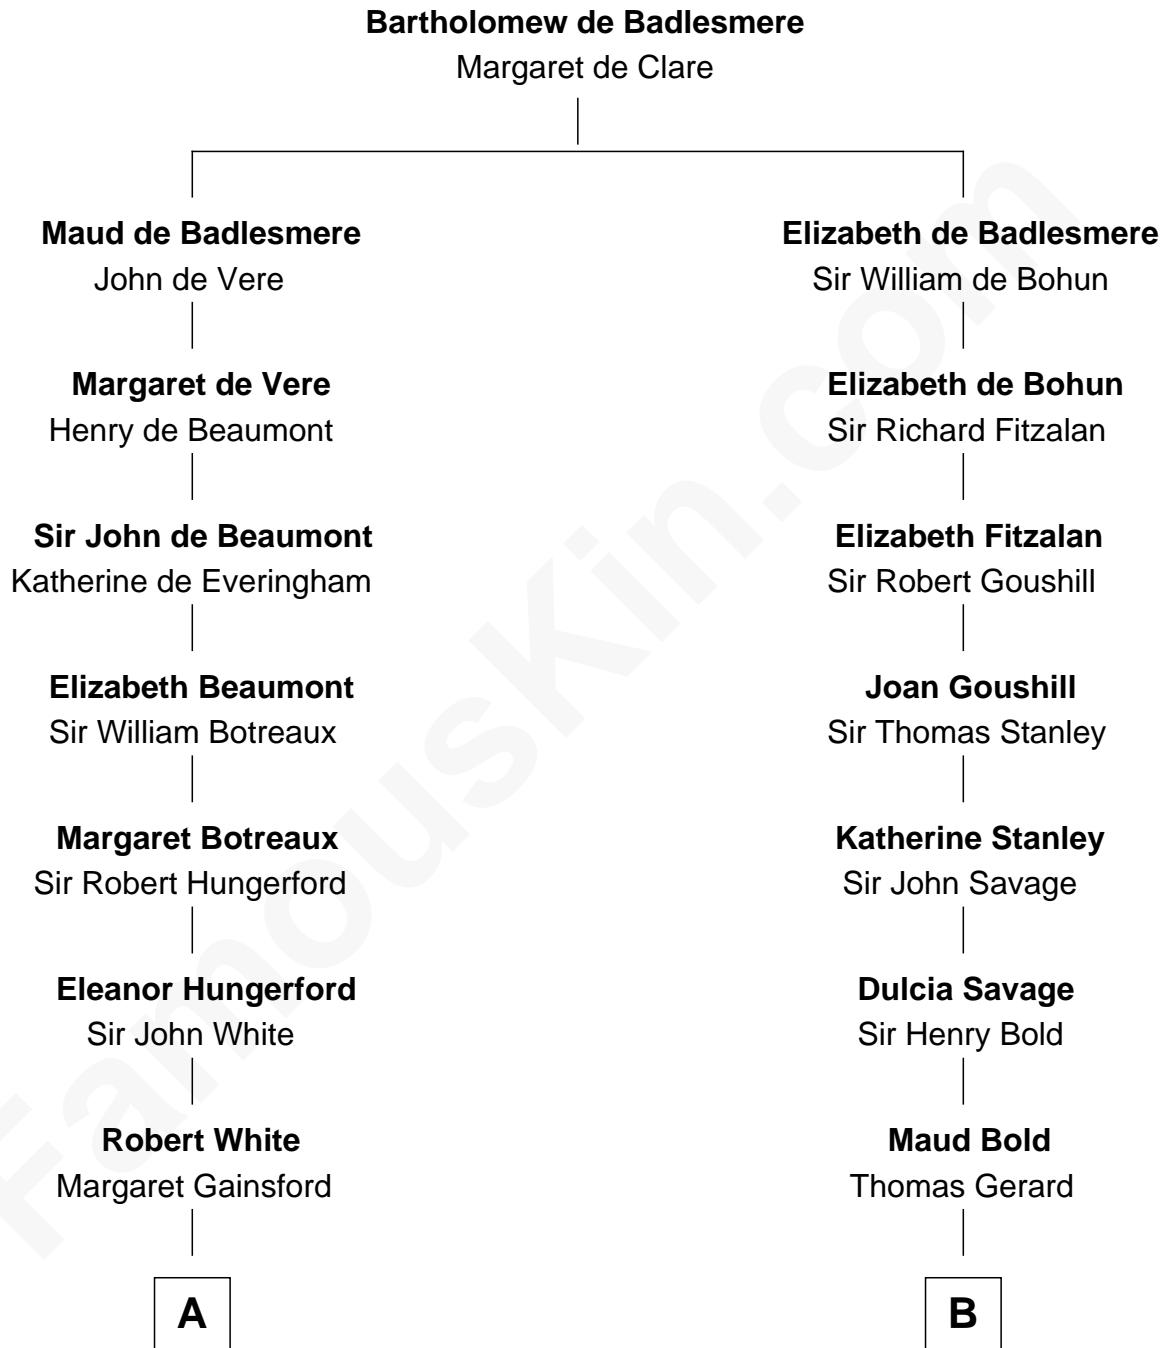 Bartholomew de Badlesmere
Margaret de Clare
Maud de Badlesmere
John de Vere
Margaret de Vere
Henry de Beaumont
Sir John de Beaumont
Katherine de Everingham
Elizabeth Beaumont
Sir William Botreaux
Margaret Botreaux
Sir Robert Hungerford
Eleanor Hungerford
Sir John White
Robert White
Margaret Gainsford
A
Elizabeth de Badlesmere
Sir William de Bohun
Elizabeth de Bohun
Sir Richard Fitzalan
Elizabeth Fitzalan
Sir Robert Goushill
Joan Goushill
Sir Thomas Stanley
Katherine Stanley
Sir John Savage
Dulcia Savage
Sir Henry Bold
Maud Bold
Thomas Gerard
B
FamousKin.com